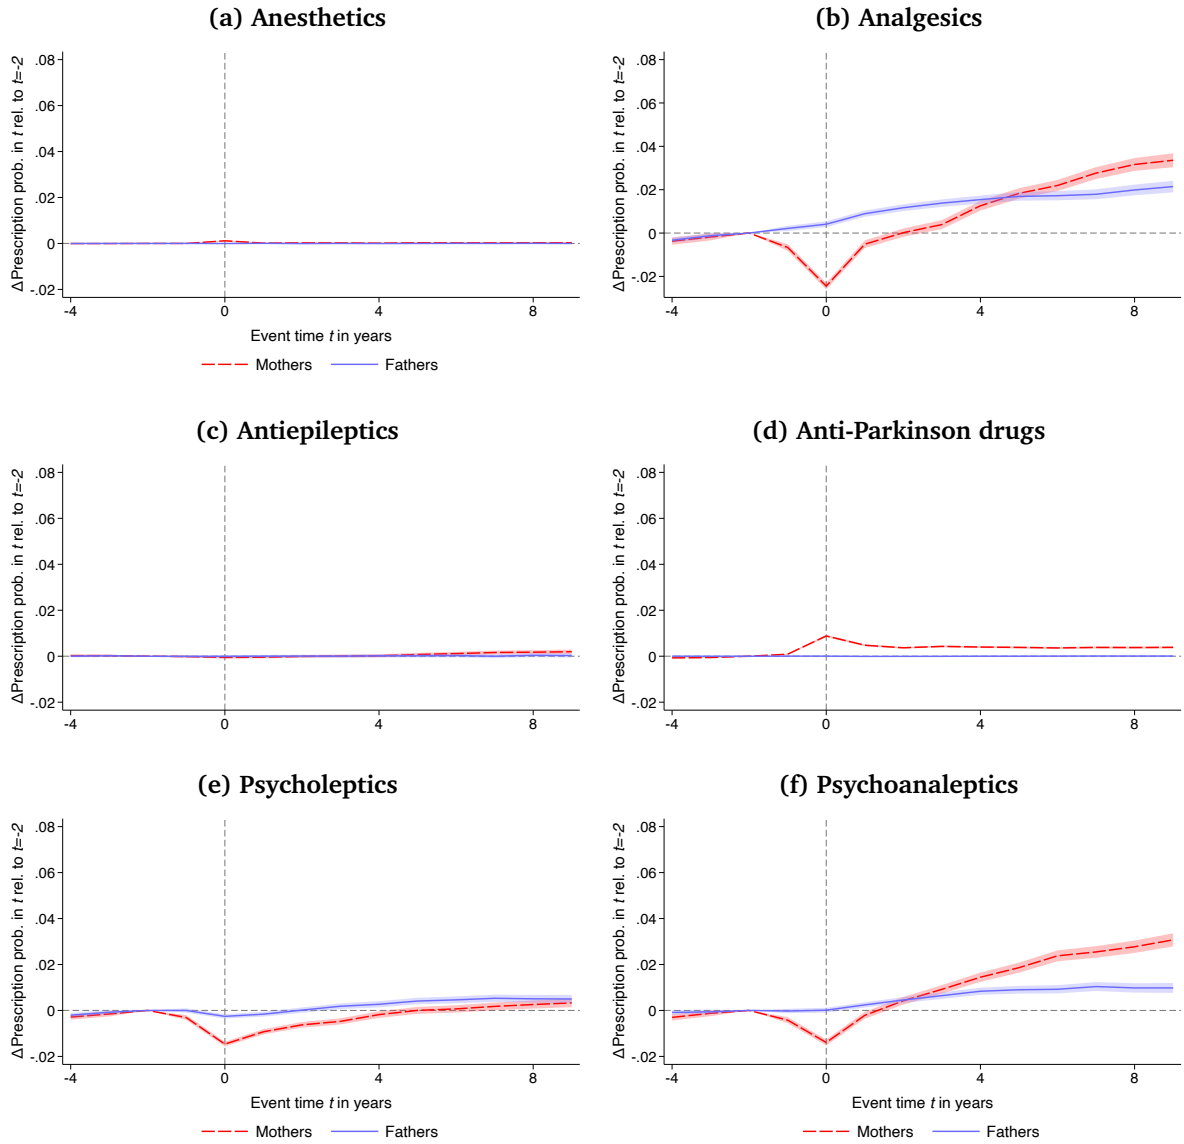 (a) Anesthetics
ΔPrescription prob. in t rel. to t=-2
.08
.06
.04
.02
0
-.02
-4 0 4 8
Event time t in years
Mothers Fathers
(b) Analgesics
ΔPrescription prob. in t rel. to t=-2
.08
.06
.04
.02
0
-.02
-4 0 4 8
(c) Antiepileptics
ΔPrescription prob. in t rel. to t=-2
.08
.06
.04
.02
0
-.02
-4 0 4 8
(d) Anti-Parkinson drugs
ΔPrescription prob. in t rel. to t=-2
.08
.06
.04
.02
0
-.02
-4 0 4 8
(e) Psycholeptics
ΔPrescription prob. in t rel. to t=-2
.08
.06
.04
.02
0
-.02
-4 0 4 8
Event time t in years
Mothers Fathers
(f) Psychoanaleptics
ΔPrescription prob. in t rel. to t=-2
.08
.06
.04
.02
0
-.02
-4 0 4 8
Event time t in years
Mothers Fathers